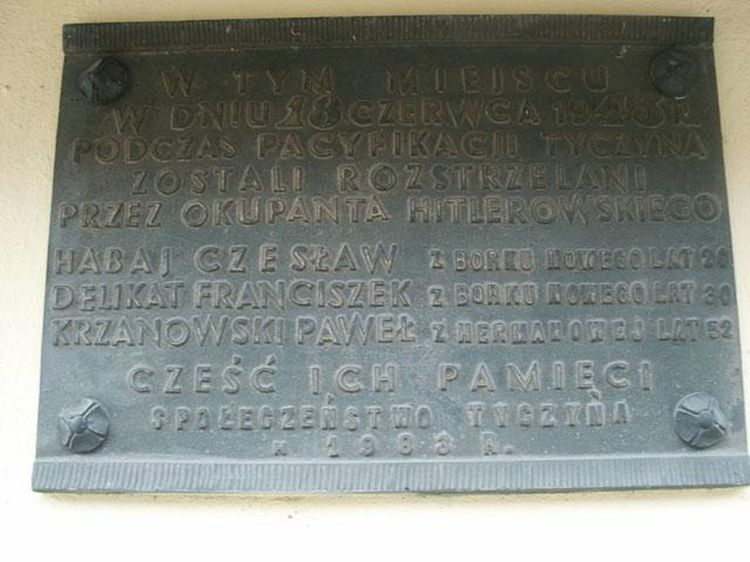 W TYM MIEJSCU
W DNIU 18 CZERWCA 1943 R.
PODCZAS PACYFIKACJI TYCZYNA
ZOSTALI ROZSTRZELANI
PRZEZ OKUPANTA HITLEROWSKIEGO
HABAJ CZESŁAW Z BORKU NOWEGO LAT 26
DELIKAT FRANCISZEK Z BORKU NOWEGO LAT 30
KRZANOWSKI PAWEŁ Z HERMANOWEJ LAT 52
CZEŚĆ ICH PAMIĘCI
SPOŁECZEŃSTWO TYCZYNA
1983 R.